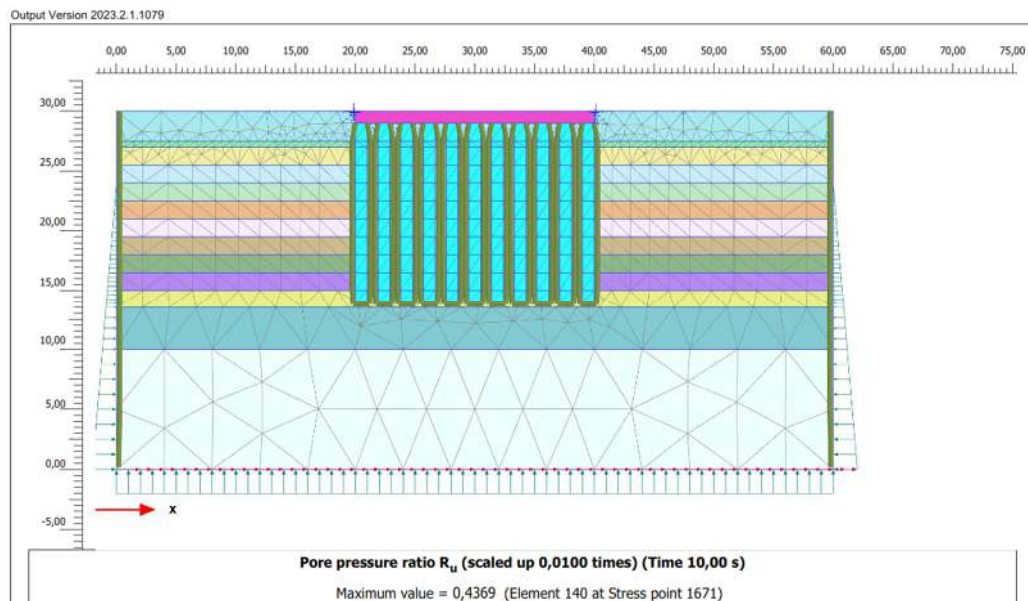 Output Version 2023.2.1.1079
0,00 5,00 10,00 15,00 20,00 25,00 30,00 35,00 40,00 45,00 50,00 55,00 60,00 65,00 70,00 75,00
30,00
25,00
20,00
15,00
10,00
5,00
0,00
-5,00
x
Pore pressure ratio Ru (scaled up 0,0100 times) (Time 10,00 s)
Maximum value = 0,4369 (Element 140 at Stress point 1671)